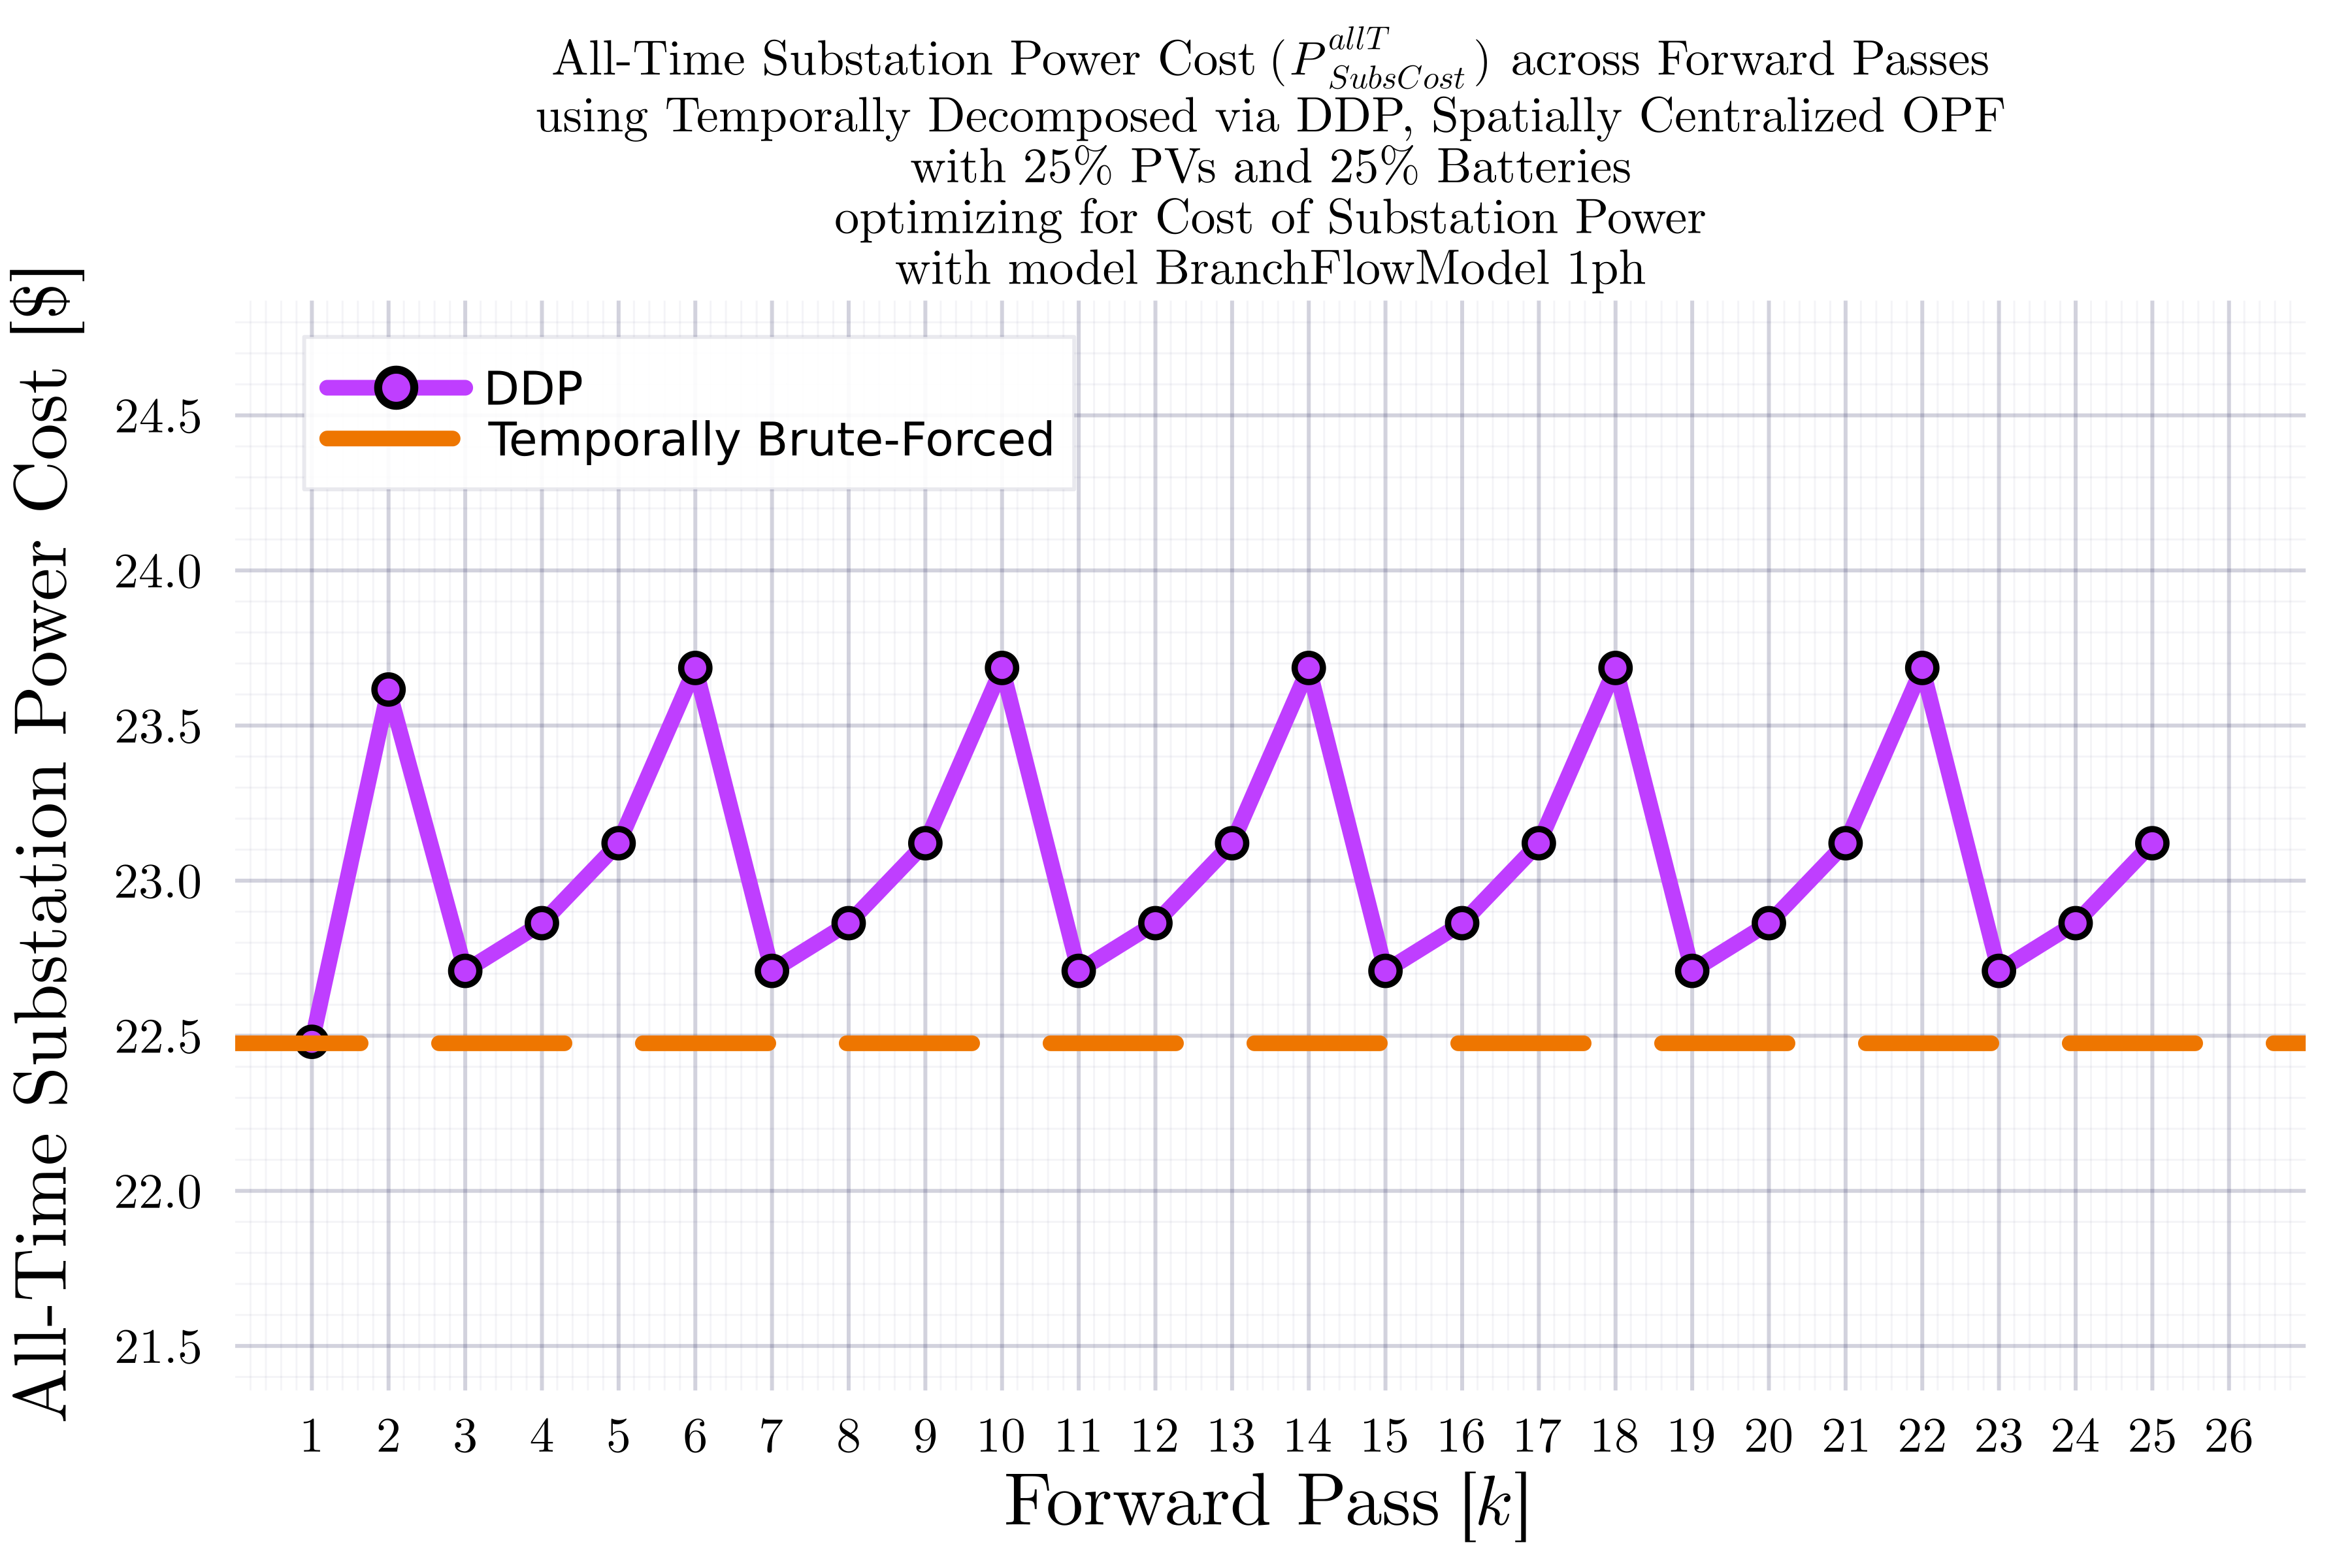 All-Time Substation Power Cost ($P^{allT}_{SubsCost}$) across Forward Passes
using Temporally Decomposed via DDP, Spatially Centralized OPF
with 25% PVs and 25% Batteries
optimizing for Cost of Substation Power
with model BranchFlowModel 1ph
All-Time Substation Power Cost [$]
DDP
Temporally Brute-Forced
24.5
24.0
23.5
23.0
22.5
22.0
21.5
1 2 3 4 5 6 7 8 9 10 11 12 13 14 15 16 17 18 19 20 21 22 23 24 25 26
Forward Pass [k]